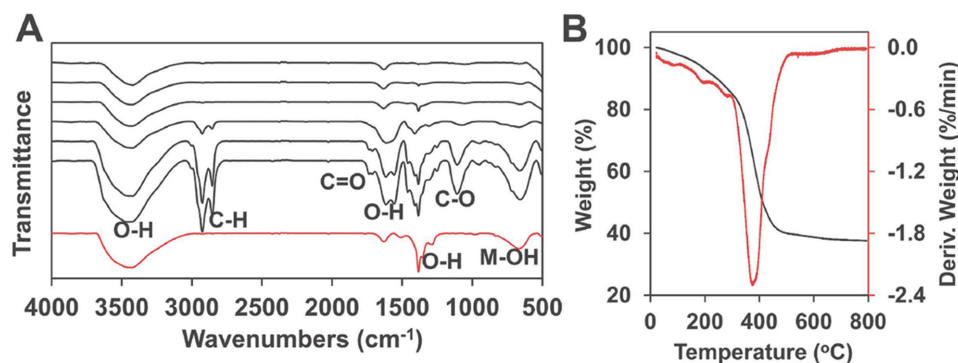 A
Transmittance
C=O
O-H
C-H
O-H
C-O
O-H
M-OH
4000 3500 3000 2500 2000 1500 1000 500
Wavenumbers (cm⁻¹)
B
Weight (%)
100
80
60
40
20
0 200 400 600 800
Temperature (oC)
0.0
-0.6
-1.2
-1.8
-2.4
Deriv. Weight (%/min)